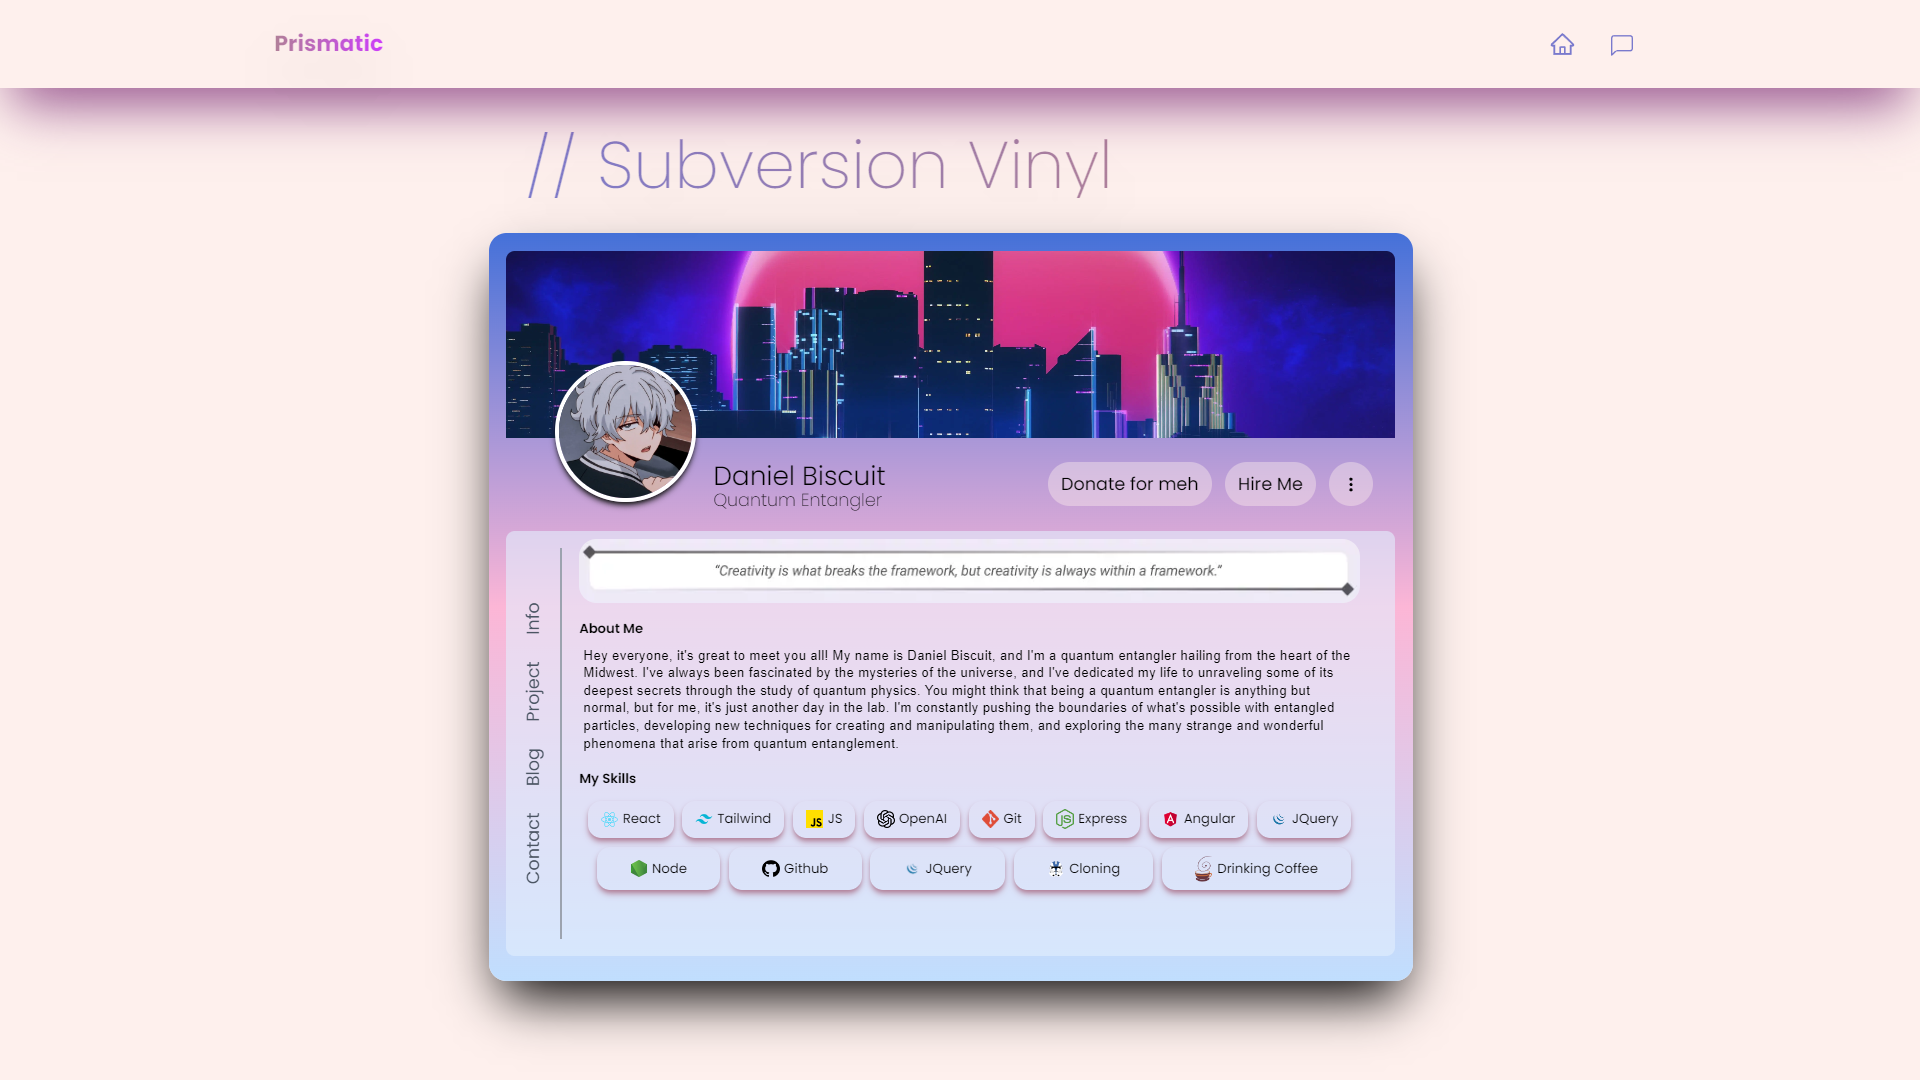 Prismatic
// Subversion Vinyl
Daniel Biscuit
Quantum Entangler
Donate for meh
Hire Me
“Creativity is what breaks the framework, but creativity is always within a framework.”
Info
Project
Blog
Contact
About Me
Hey everyone, it's great to meet you all! My name is Daniel Biscuit, and I'm a quantum entangler hailing from the heart of the
Midwest. I've always been fascinated by the mysteries of the universe, and I've dedicated my life to unraveling some of its
deepest secrets through the study of quantum physics. You might think that being a quantum entangler is anything but
normal, but for me, it's just another day in the lab. I'm constantly pushing the boundaries of what's possible with entangled
particles, developing new techniques for creating and manipulating them, and exploring the many strange and wonderful
phenomena that arise from quantum entanglement.
My Skills
React Tailwind JS JS OpenAI Git JS Express A Angular JQuery
Node Github JQuery Cloning Drinking Coffee